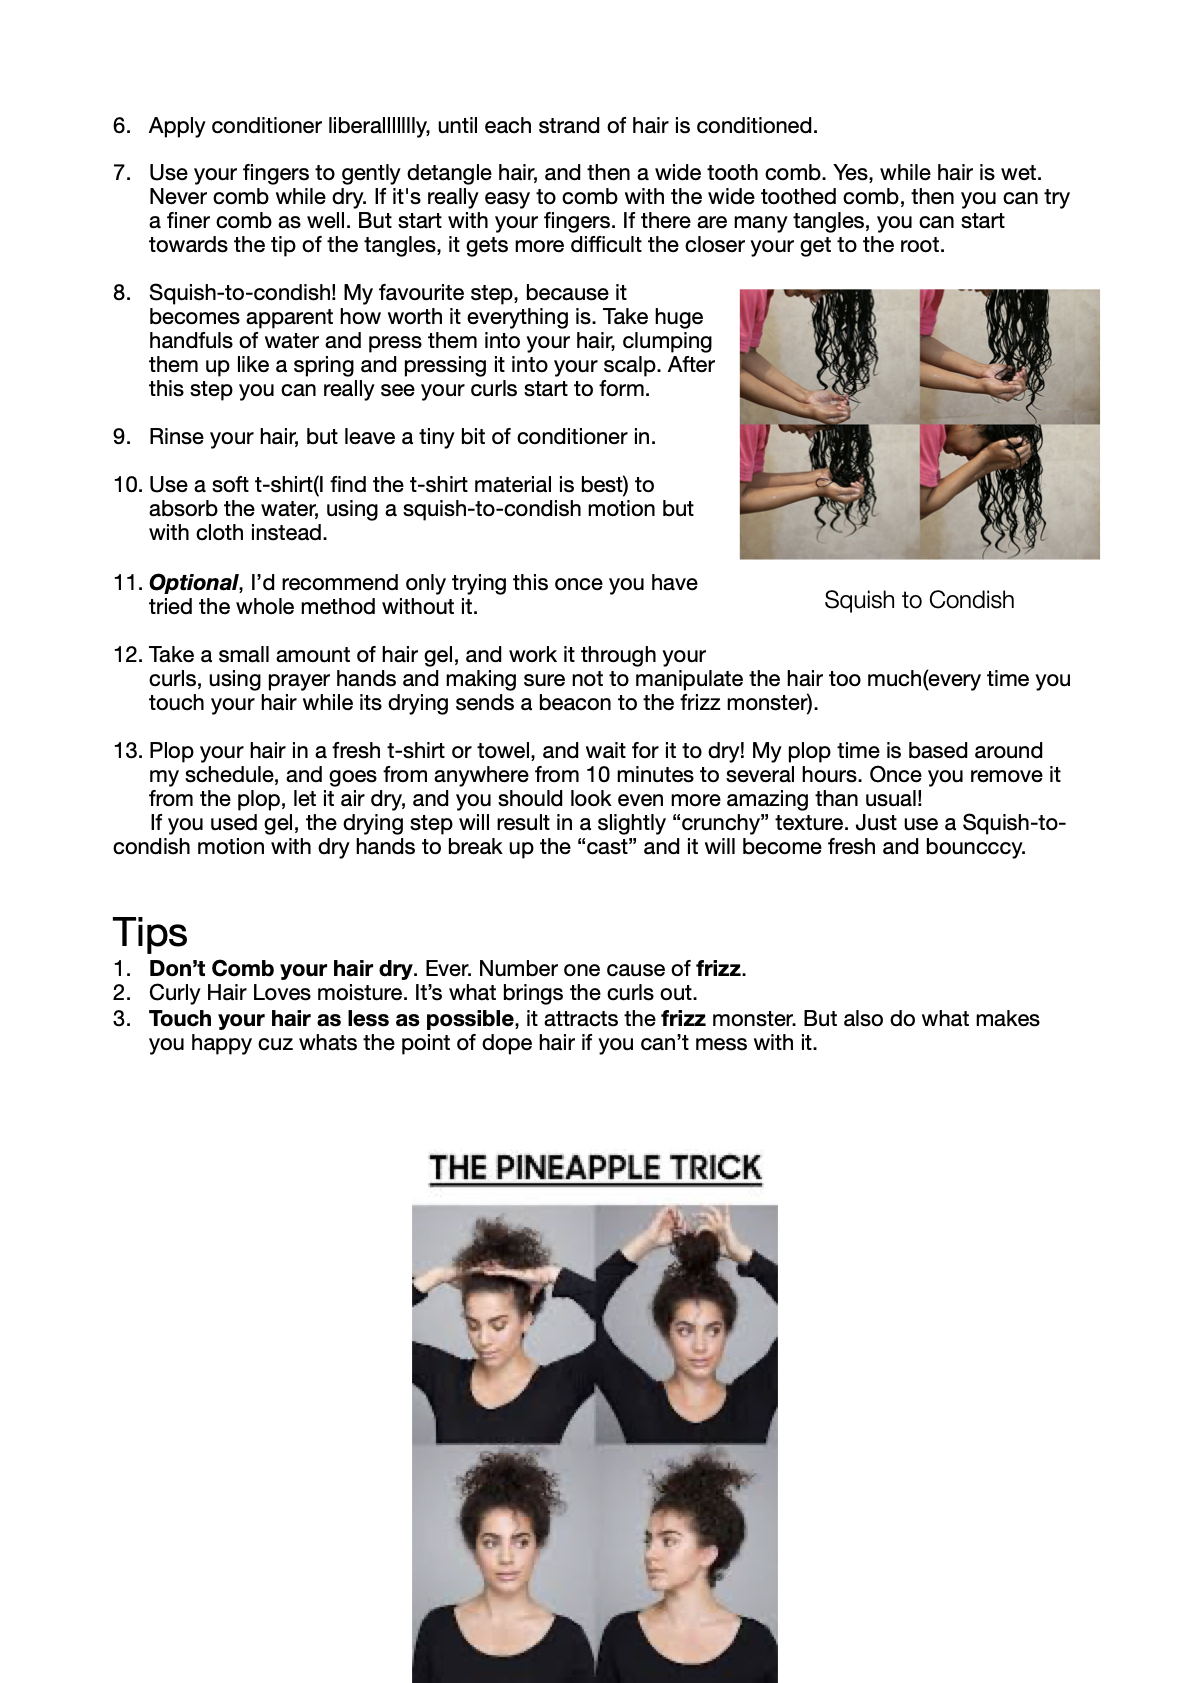 6. Apply conditioner liberallllllly, until each strand of hair is conditioned.
7. Use your fingers to gently detangle hair, and then a wide tooth comb. Yes, while hair is wet.
Never comb while dry. If it's really easy to comb with the wide toothed comb, then you can try
a finer comb as well. But start with your fingers. If there are many tangles, you can start
towards the tip of the tangles, it gets more difficult the closer your get to the root.
8. Squish-to-condish! My favourite step, because it
becomes apparent how worth it everything is. Take huge
handfuls of water and press them into your hair, clumping
them up like a spring and pressing it into your scalp. After
this step you can really see your curls start to form.
9. Rinse your hair, but leave a tiny bit of conditioner in.
10. Use a soft t-shirt(I find the t-shirt material is best) to
absorb the water, using a squish-to-condish motion but
with cloth instead.
11. Optional, I’d recommend only trying this once you have
tried the whole method without it.
Squish to Condish
12. Take a small amount of hair gel, and work it through your
curls, using prayer hands and making sure not to manipulate the hair too much(every time you
touch your hair while its drying sends a beacon to the frizz monster).
13. Plop your hair in a fresh t-shirt or towel, and wait for it to dry! My plop time is based around
my schedule, and goes from anywhere from 10 minutes to several hours. Once you remove it
from the plop, let it air dry, and you should look even more amazing than usual!
If you used gel, the drying step will result in a slightly “crunchy” texture. Just use a Squish-to-
condish motion with dry hands to break up the “cast” and it will become fresh and bouncccy.
Tips
1. Don’t Comb your hair dry. Ever. Number one cause of frizz.
2. Curly Hair Loves moisture. It’s what brings the curls out.
3. Touch your hair as less as possible, it attracts the frizz monster. But also do what makes
you happy cuz whats the point of dope hair if you can’t mess with it.
THE PINEAPPLE TRICK